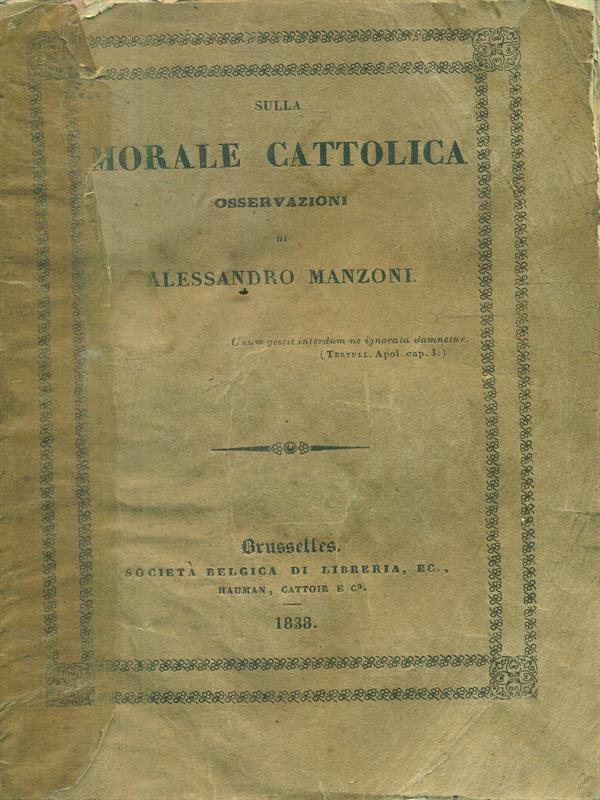 SULLA
MORALE CATTOLICA
OSSERVAZIONI
DI
ALESSANDRO MANZONI.
Unum gestit interdum ne ignorata damnetur.
(TERTULL. Apol cap. I.)
Brusselles.
SOCIETÀ BELGICA DI LIBRERIA, EC.,
HAUMAN, CATTOIR E Cª.
1838.